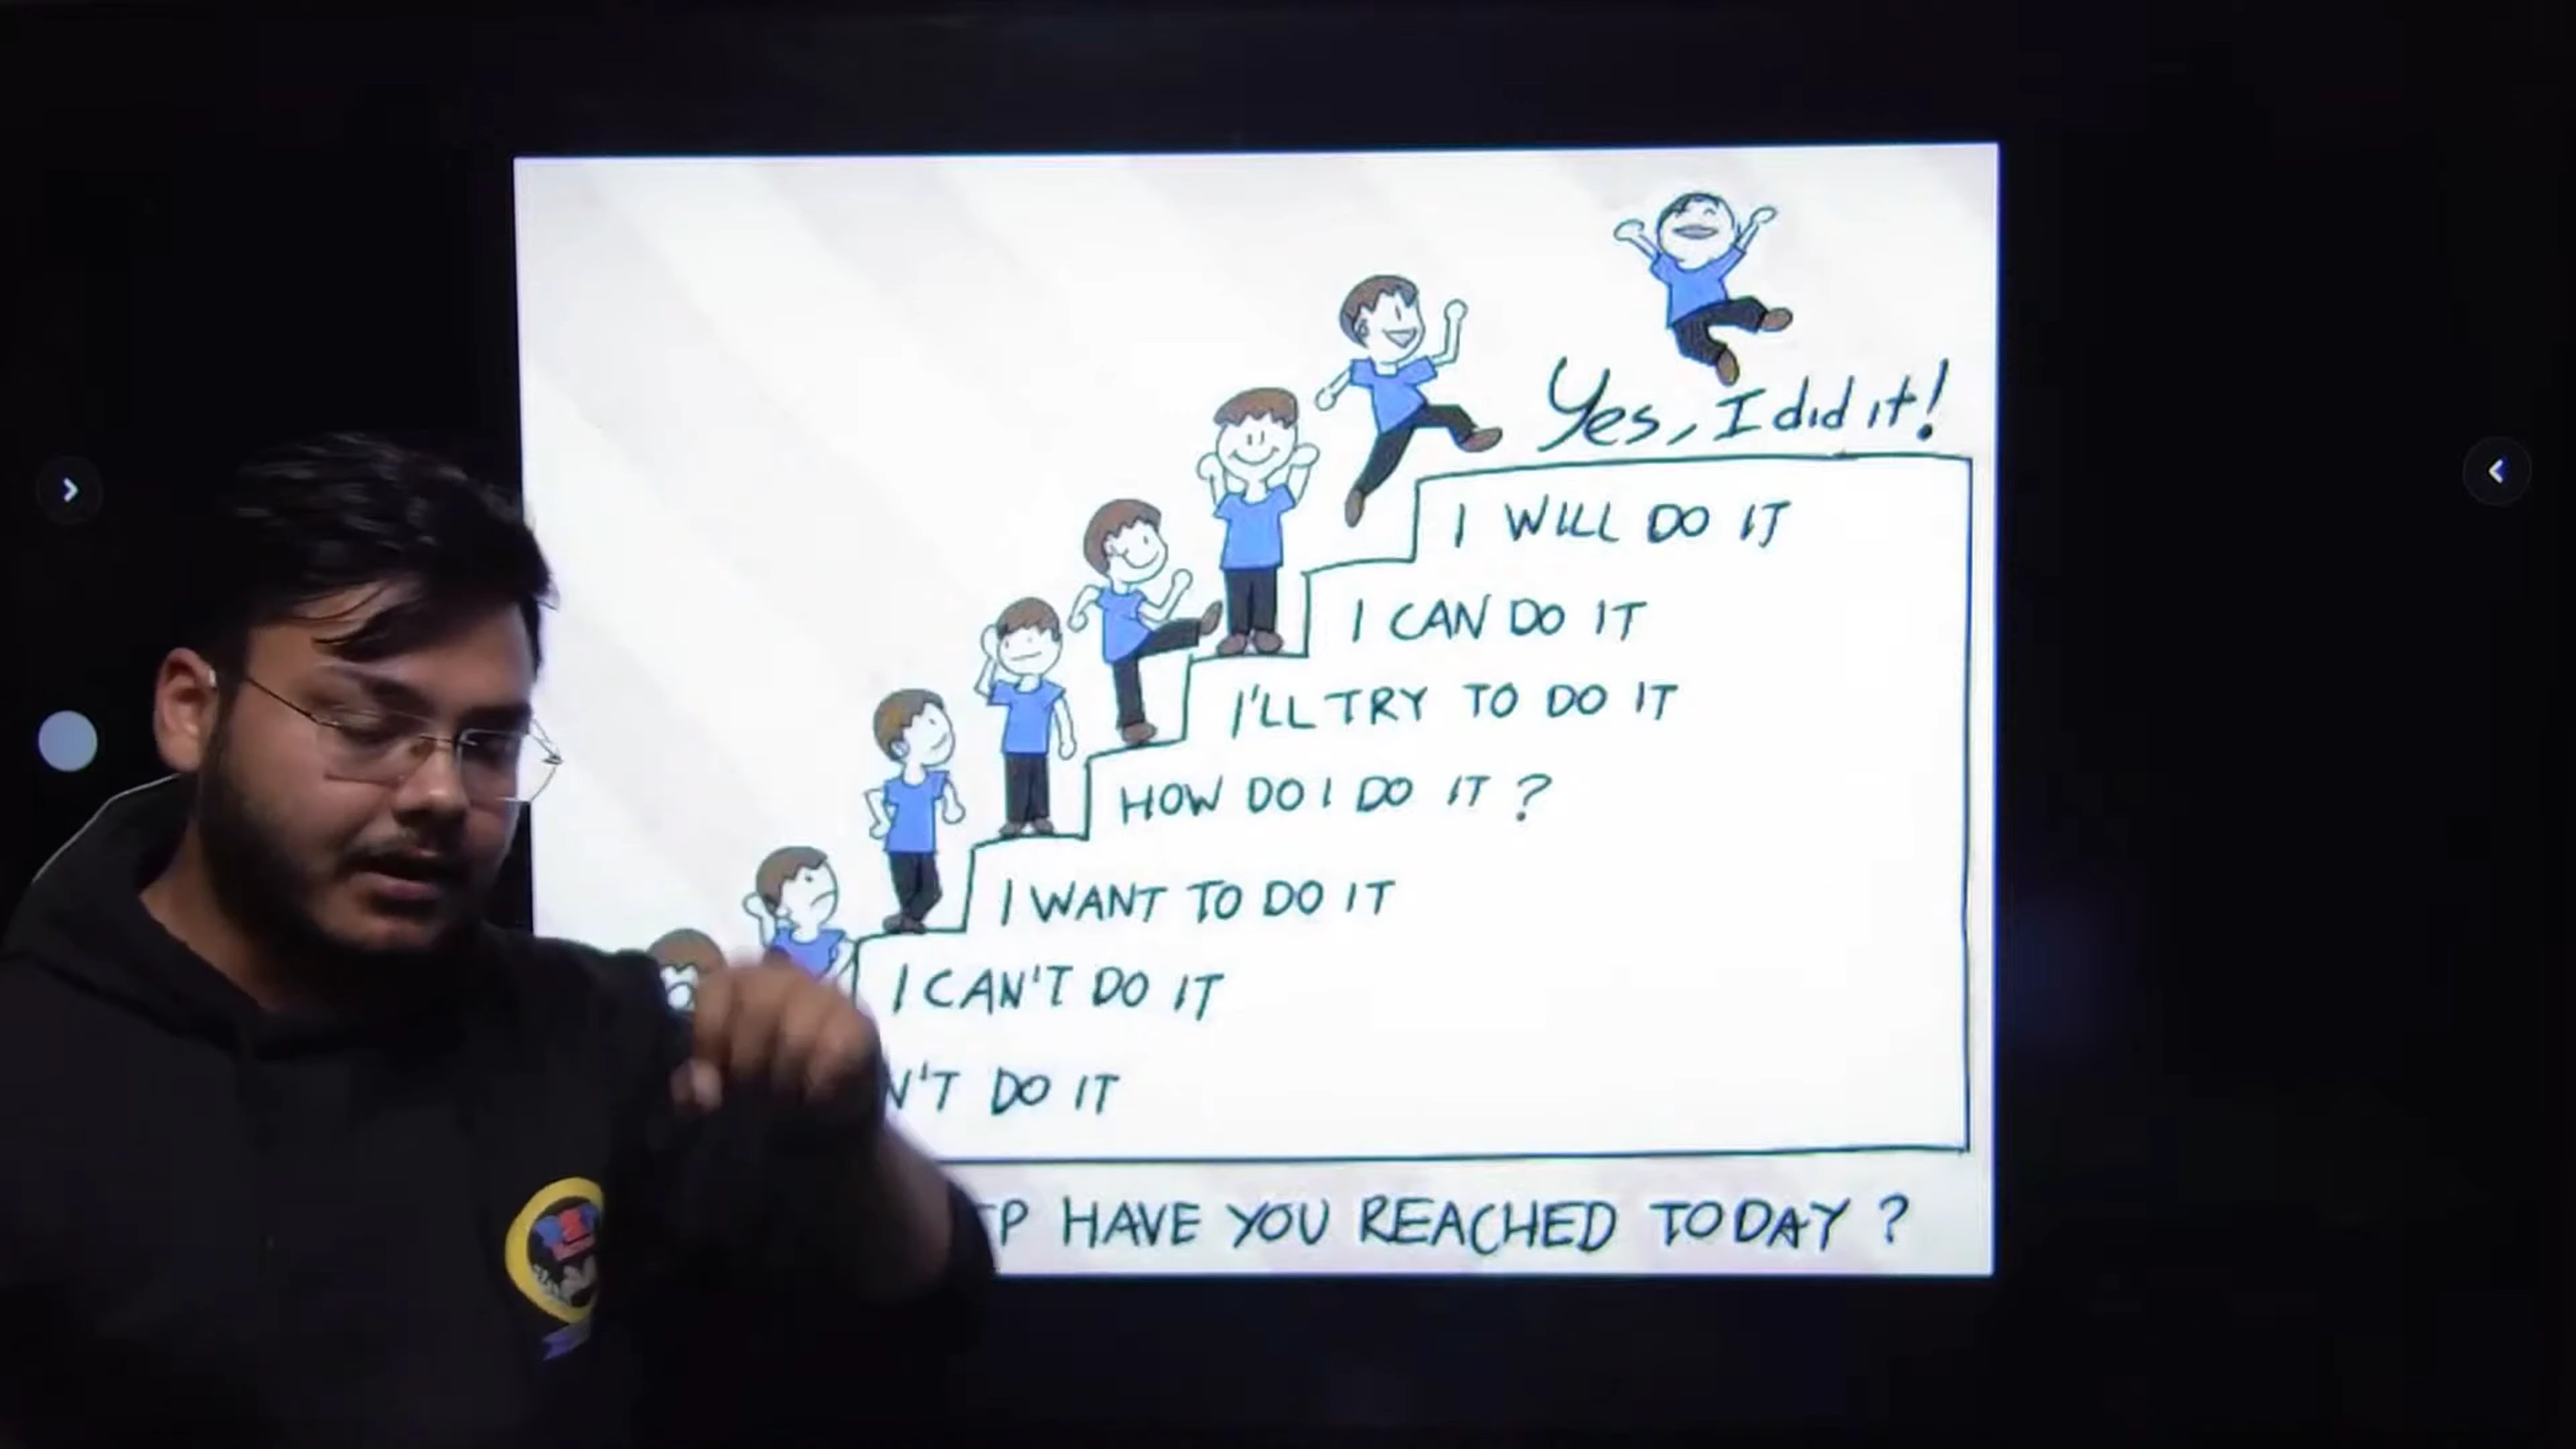 Yes, I did it!
I WILL DO IT
I CAN DO IT
I'LL TRY TO DO IT
HOW DO I DO IT ?
I WANT TO DO IT
I CAN'T DO IT
N'T DO IT
HAVE YOU REACHED TODAY ?